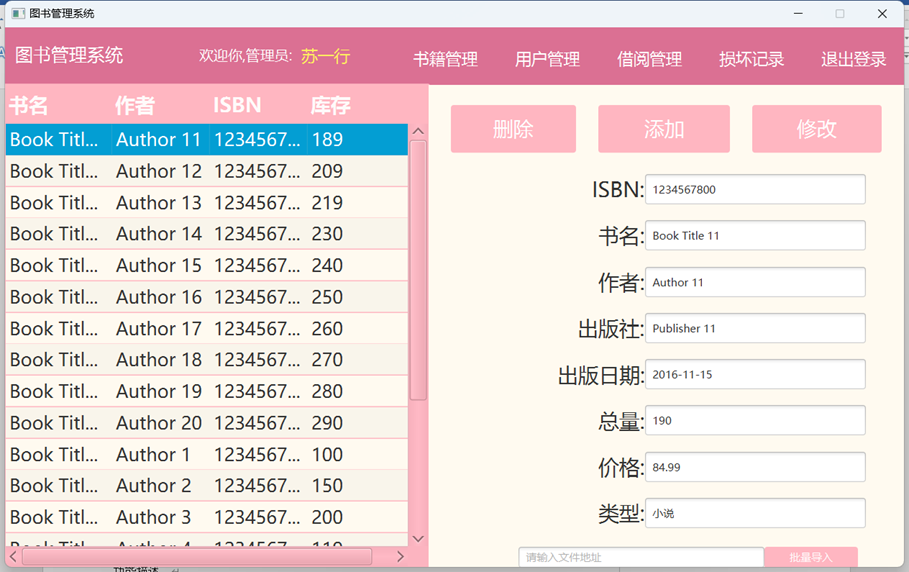 图书管理系统
图书管理系统 欢迎你,管理员: 苏一行 书籍管理 用户管理 借阅管理 损坏记录 退出登录
书名 作者 ISBN 库存
Book Titl... Author 11 1234567... 189
Book Titl... Author 12 1234567... 209
Book Titl... Author 13 1234567... 219
Book Titl... Author 14 1234567... 230
Book Titl... Author 15 1234567... 240
Book Titl... Author 16 1234567... 250
Book Titl... Author 17 1234567... 260
Book Titl... Author 18 1234567... 270
Book Titl... Author 19 1234567... 280
Book Titl... Author 20 1234567... 290
Book Titl... Author 1 1234567... 100
Book Titl... Author 2 1234567... 150
Book Titl... Author 3 1234567... 200
删除 添加 修改
ISBN: 1234567800
书名: Book Title 11
作者: Author 11
出版社: Publisher 11
出版日期: 2016-11-15
总量: 190
价格: 84.99
类型: 小说
请输入文件地址 批量导入